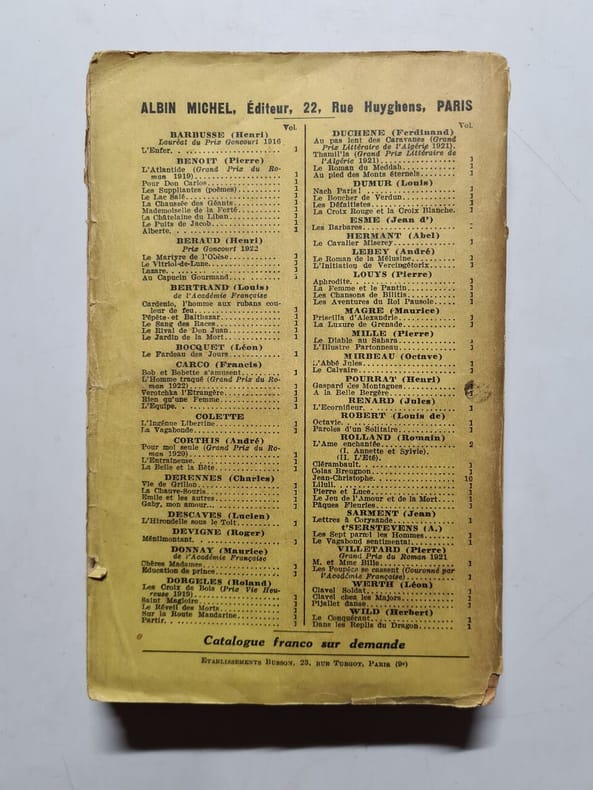 ALBIN MICHEL, Éditeur, 22, Rue Huyghens, PARIS
Vol.
BARBUSSE (Henri)
Lauréat du Prix Goncourt 1916
L'Enfer. . . . . . . . . . . . . . . . 1
BENOIT (Pierre)
L'Atlantide (Grand Prix du Ro-
man 1919). . . . . . . . . . . . . 1
Pour Don Carlos. . . . . . . . . . 1
Les Suppliantes (poèmes). . . . . 1
Le Lac Salé. . . . . . . . . . . . 1
La Chaussée des Géants. . . . . . 1
Mademoiselle de la Ferté. . . . . 1
La Châtelaine du Liban. . . . . . 1
Le Puits de Jacob. . . . . . . . . 1
Alberte. . . . . . . . . . . . . . 1
BERAUD (Henri)
Prix Goncourt 1922
Le Martyre de l'Obèse. . . . . . . 1
Le Vitriol-de-Lune. . . . . . . . 1
Lazare. . . . . . . . . . . . . . 1
Au Capucin Gourmand. . . . . . . . 1
BERTRAND (Louis)
de l'Académie Française
Cardenio, l'homme aux rubans cou-
leur de feu. . . . . . . . . . . . 1
Pépète et Balthazar. . . . . . . . 1
Le Sang des Races. . . . . . . . . 1
Le Rival de Don Juan. . . . . . . 1
Le Jardin de la Mort. . . . . . . 1
BOCQUET (Léon)
Le Fardeau des Jours. . . . . . . 1
CARCO (Francis)
Bob et Bobette s'amusent. . . . . 1
L'Homme traqué (Grand Prix du Ro-
man 1922). . . . . . . . . . . . . 1
Verotchka l'Etrangère. . . . . . . 1
Rien qu'une Femme. . . . . . . . . 1
L'Equipe. . . . . . . . . . . . . 1
COLETTE
L'Ingénue Libertine. . . . . . . . 1
La Vagabonde. . . . . . . . . . . 1
CORTHIS (André)
Pour moi seule (Grand Prix du Ro-
man 1920). . . . . . . . . . . . . 1
L'Entraîneuse. . . . . . . . . . . 1
La Belle et la Bête. . . . . . . . 1
DERENNES (Charles)
Vie de Grillon. . . . . . . . . . 1
La Chauve-Souris. . . . . . . . . 1
Emile et les autres. . . . . . . . 1
Gaby, mon amour... . . . . . . . . 1
DESCAVES (Lucien)
L'Hirondelle sous le Toit. . . . . 1
DEVIGNE (Roger)
Ménilmontant. . . . . . . . . . . 1
DONNAY (Maurice)
de l'Académie Française
Chères Madames. . . . . . . . . . 1
Education de prince. . . . . . . . 1
DORGELES (Roland)
Les Croix de Bois (Prix Vie Heu-
reuse 1919). . . . . . . . . . . . 1
Saint Magloire. . . . . . . . . . 1
Le Réveil des Morts. . . . . . . . 1
Sur la Route Mandarine. . . . . . 1
Partir. . . . . . . . . . . . . . 1
Vol.
DUCHENE (Ferdinand)
Au pas lent des Caravanes (Grand
Prix Littéraire de l'Algérie 1921). 1
Thamil'la (Grand Prix Littéraire de
l'Algérie 1921). . . . . . . . . . 1
Le Roman du Meddah. . . . . . . . 1
Au pied des Monts éternels. . . . 1
DUMUR (Louis)
Nach Paris! . . . . . . . . . . . 1
Le Boucher de Verdun. . . . . . . 1
Les Défaitistes. . . . . . . . . . 1
La Croix Rouge et la Croix Blanche. 1
ESME (Jean d')
Les Barbares. . . . . . . . . . .
HERMANT (Abel)
Le Cavalier Miserey. . . . . . . . 1
LEBEY (André)
Le Roman de la Mélusine. . . . . . 1
L'Initiation de Vercingétorix. . . 1
LOUYS (Pierre)
Aphrodite. . . . . . . . . . . . . 1
La Femme et le Pantin. . . . . . . 1
Les Chansons de Bilitis. . . . . . 1
Les Aventures du Roi Pausole. . . 1
MAGRE (Maurice)
Priscilla d'Alexandrie. . . . . . 1
La Luxure de Grenade. . . . . . . 1
MILLE (Pierre)
Le Diable au Sahara. . . . . . . . 1
L'Illustre Partonneau. . . . . . . 1
MIRBEAU (Octave)
L'Abbé Jules. . . . . . . . . . . 1
Le Calvaire. . . . . . . . . . . . 1
POURRAT (Henri)
Gaspard des Montagnes. . . . . . .
A la Belle Bergère. . . . . . . .
RENARD (Jules)
L'Ecornifleur. . . . . . . . . . . 1
ROBERT (Louis de)
Octavie. . . . . . . . . . . . . . 1
Paroles d'un Solitaire. . . . . . 1
ROLLAND (Romain)
L'Ame enchantée. . . . . . . . . . 2
(I. Annette et Sylvie).
(II. L'Eté).
Clérambault. . . . . . . . . . . . 1
Colas Breugnon. . . . . . . . . . 1
Jean-Christophe. . . . . . . . . . 10
Liluli. . . . . . . . . . . . . . 1
Pierre et Luce. . . . . . . . . . 1
Le Jeu de l'Amour et de la Mort. . 1
Pâques Fleuries. . . . . . . . . . 1
SARMENT (Jean)
Lettres à Corysande. . . . . . . . 1
t'SERSTEVENS (A.)
Les Sept parmi les Hommes. . . . . 1
Le Vagabond sentimental. . . . . . 1
VILLETARD (Pierre)
Grand Prix du Roman 1921
M. et Mme Bille. . . . . . . . . . 1
Les Poupées se cassent (Couronné par
l'Académie Française). . . . . . . 1
WERTH (Léon)
Clavel Soldat. . . . . . . . . . . 1
Clavel chez les Majors. . . . . . 1
Pijallet danse. . . . . . . . . . 1
WILD (Herbert)
Le Conquérant. . . . . . . . . . . 1
Dans les Replis du Dragon. . . . . 1
Catalogue franco sur demande
ETABLISSEMENTS BUSSON, 23, RUE TURGOT, PARIS (9e)